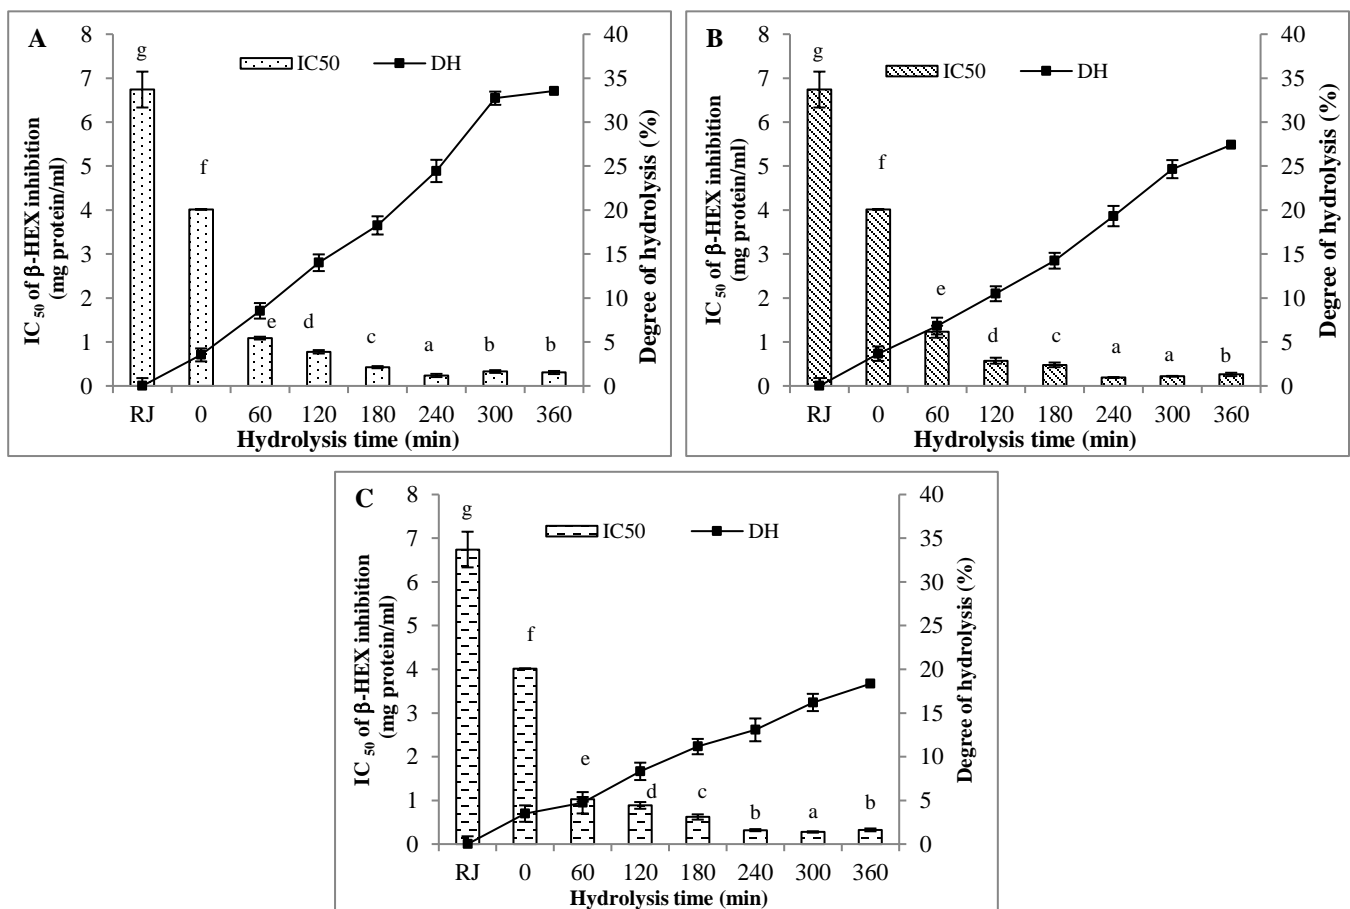 A
IC50
DH
IC 50 of β-HEX inhibition
(mg protein/ml)
8
7
6
5
4
3
2
1
0
g
f
e
d
c
a
b
b
40
35
30
25
20
15
10
5
0
Degree of hydrolysis (%)
RJ 0 60 120 180 240 300 360
Hydrolysis time (min)
B
IC50
DH
IC 50 of β-HEX inhibition
(mg protein/ml)
8
7
6
5
4
3
2
1
0
g
f
e
d
c
a
a
b
40
35
30
25
20
15
10
5
0
Degree of hydrolysis (%)
RJ 0 60 120 180 240 300 360
Hydrolysis time (min)
C
IC50
DH
IC 50 of β-HEX inhibition
(mg protein/ml)
8
7
6
5
4
3
2
1
0
g
f
e
d
c
b
a
b
40
35
30
25
20
15
10
5
0
Degree of hydrolysis (%)
RJ 0 60 120 180 240 300 360
Hydrolysis time (min)